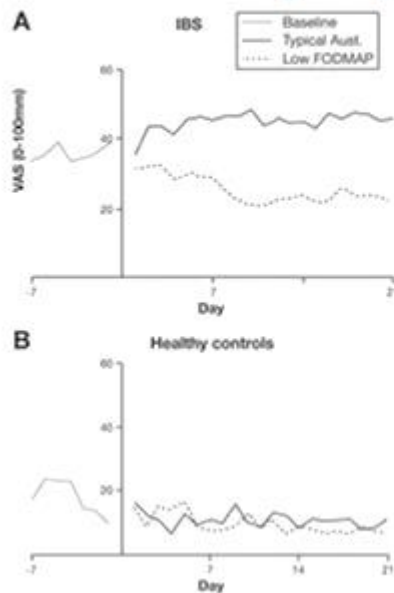 A
IBS
Baseline
Typical Aust.
Low FODMAP
VAS (0-100mm)
60
40
20
-7
7
2
Day
B
Healthy controls
60
40
20
-7
7
14
21
Day